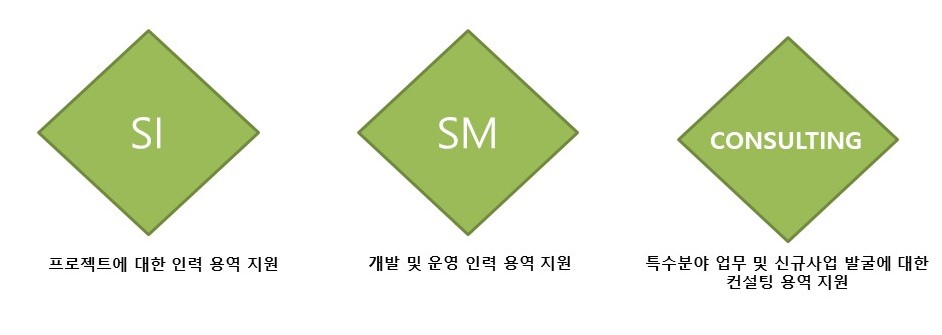 SI
SM
CONSULTING
프로젝트에 대한 인력 용역 지원
개발 및 운영 인력 용역 지원
특수분야 업무 및 신규사업 발굴에 대한
컨설팅 용역 지원